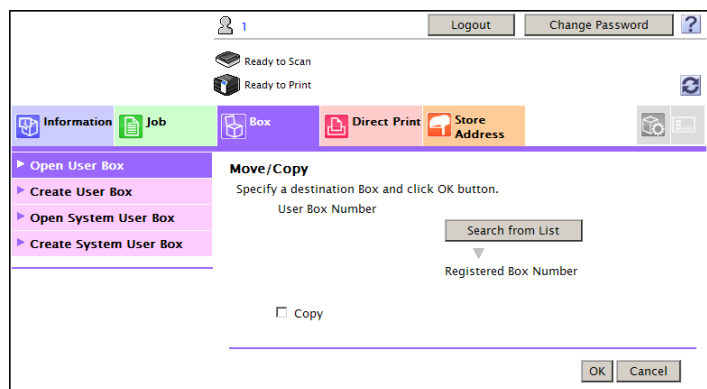 1
Logout
Change Password
?
Ready to Scan
Ready to Print
Information
Job
Box
Direct Print
Store
Address
Open User Box
Create User Box
Open System User Box
Create System User Box
Move/Copy
Specify a destination Box and click OK button.
User Box Number
Search from List
Registered Box Number
Copy
OK
Cancel